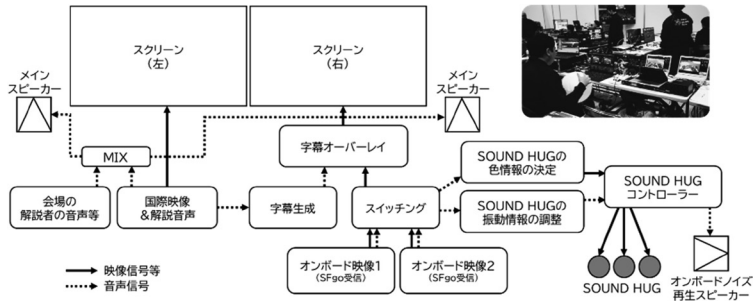 スクリーン
（左）
スクリーン
（右）
メイン
スピーカー
メイン
スピーカー
MIX
字幕オーバーレイ
SOUND HUGの
色情報の決定
SOUND HUG
コントローラー
会場の
解説者の音声等
国際映像
&解説音声
字幕生成
スイッチング
SOUND HUGの
振動情報の調整
オンボード映像1
（SFgo受信）
オンボード映像2
（SFgo受信）
映像信号等
音声信号
SOUND HUG
オンボードノイズ
再生スピーカー